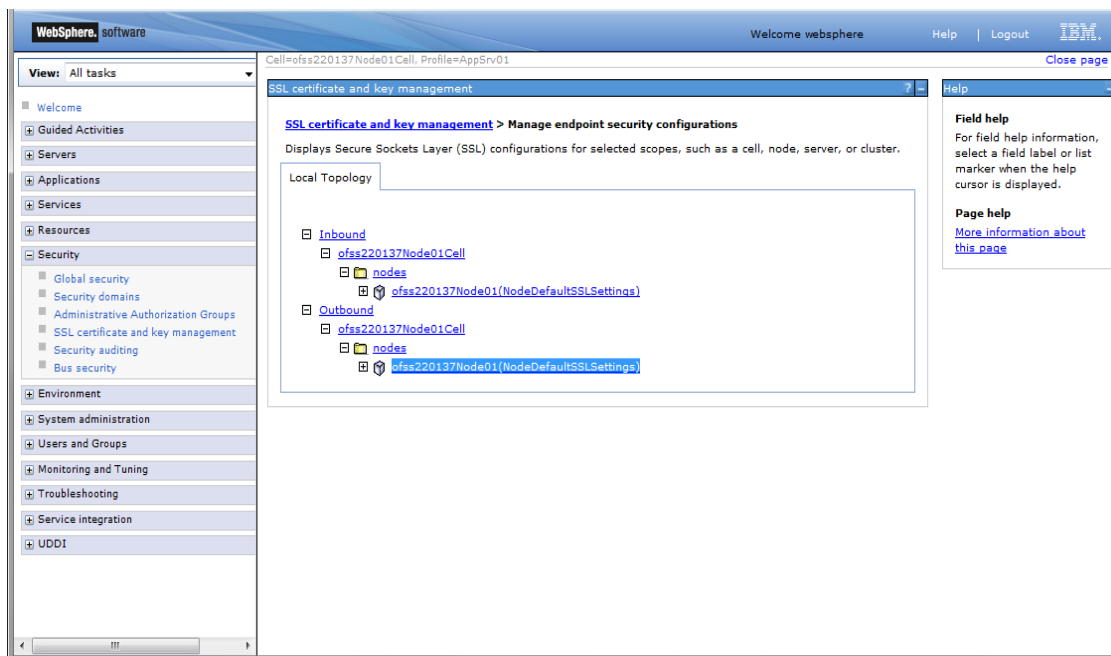 WebSphere. software
Welcome websphere
Help | Logout
IBM.
View: All tasks
Welcome
Guided Activities
Servers
Applications
Services
Resources
Security
Global security
Security domains
Administrative Authorization Groups
SSL certificate and key management
Security auditing
Bus security
Environment
System administration
Users and Groups
Monitoring and Tuning
Troubleshooting
Service integration
UDDI
Cell=ofss220137Node01Cell, Profile=AppSrv01
Close page
SSL certificate and key management
SSL certificate and key management > Manage endpoint security configurations
Displays Secure Sockets Layer (SSL) configurations for selected scopes, such as a cell, node, server, or cluster.
Local Topology
Inbound
ofss220137Node01Cell
nodes
ofss220137Node01(NodeDefaultSSLSettings)
Outbound
ofss220137Node01Cell
nodes
ofss220137Node01(NodeDefaultSSLSettings)
Help
Field help
For field help information,
select a field label or list
marker when the help
cursor is displayed.
Page help
More information about
this page